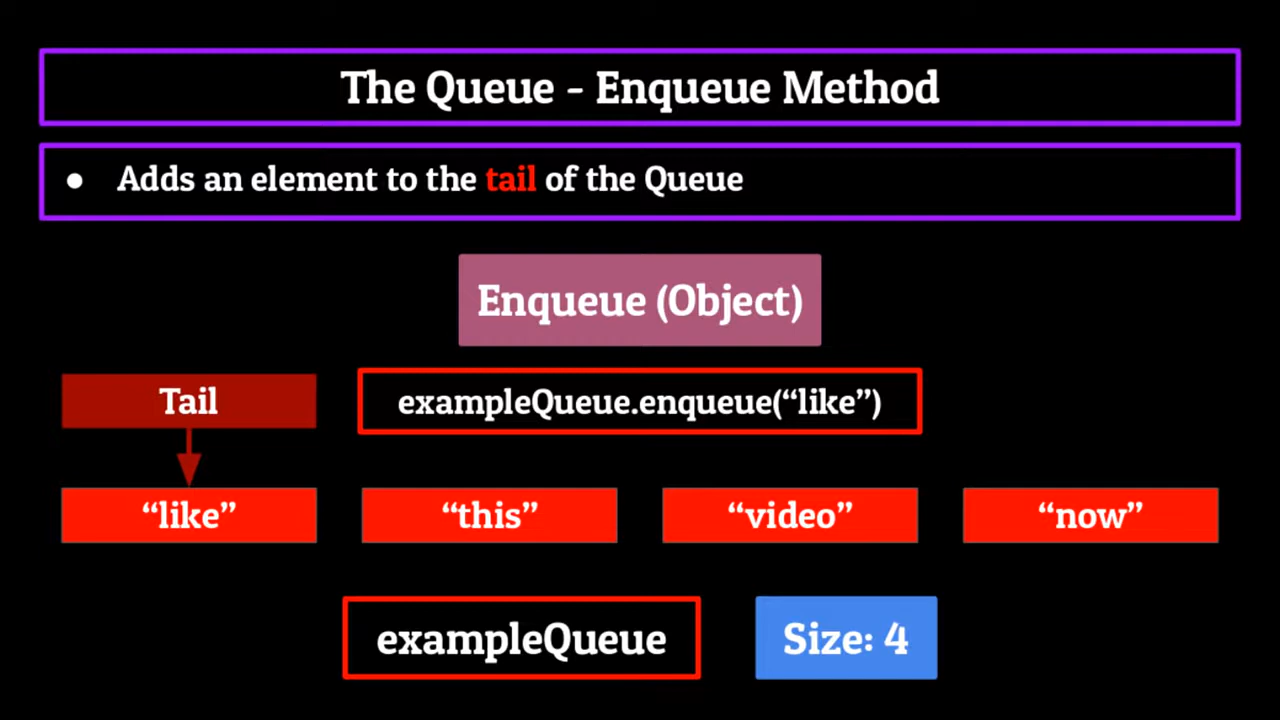 The Queue - Enqueue Method
● Adds an element to the tail of the Queue
Enqueue (Object)
Tail
exampleQueue.enqueue(“like”)
“like”
“this”
“video”
“now”
exampleQueue
Size: 4